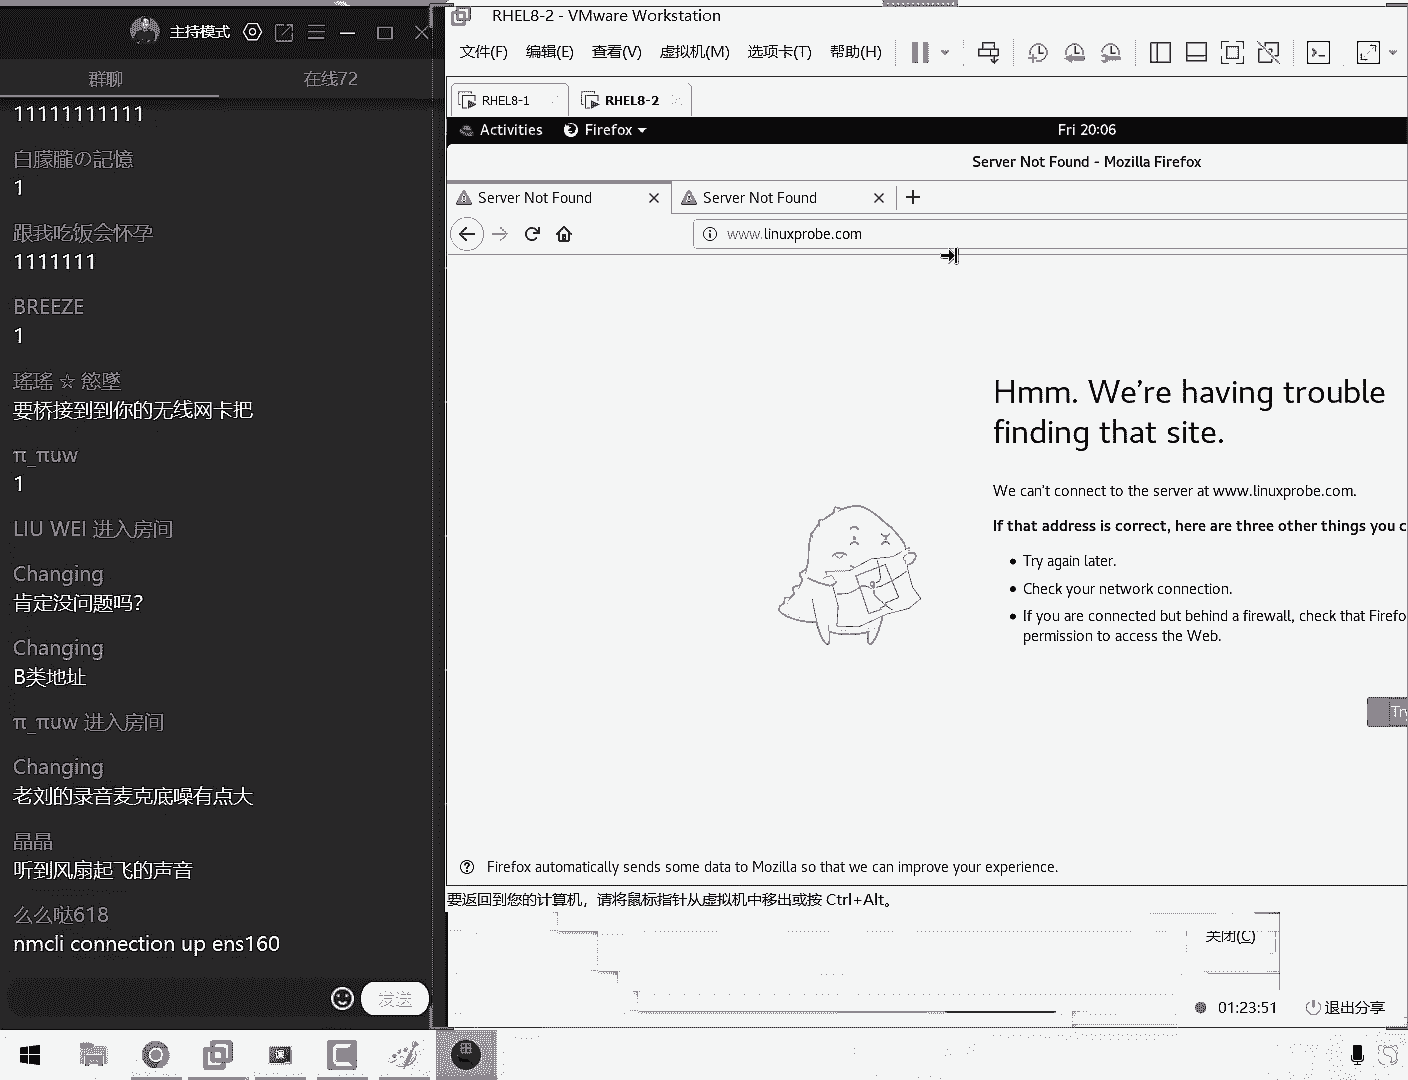 主持模式
群聊
在线72
11111111111
白朦朧の記憶
1
跟我吃饭会怀孕
1111111
BREEZE
1
瑤瑤 ☆ 慾墜
要桥接到到你的无线网卡把
π_πuw
1
LIU WEI 进入房间
Changing
肯定没问题吗?
Changing
B类地址
π_πuw 进入房间
Changing
老刘的录音麦克底噪有点大
晶晶
听到风扇起飞的声音
么么哒618
nmcli connection up ens160
发送
RHEL8-2 - VMware Workstation
文件(F) 编辑(E) 查看(V) 虚拟机(M) 选项卡(T) 帮助(H)
RHEL8-1
RHEL8-2
Activities
Firefox
Fri 20:06
Server Not Found - Mozilla Firefox
Server Not Found
Server Not Found
www.linuxprobe.com
Hmm. We're having trouble
finding that site.
We can't connect to the server at www.linuxprobe.com.
If that address is correct, here are three other things you c
Try again later.
Check your network connection.
If you are connected but behind a firewall, check that Firefo
permission to access the Web.
Try
Firefox automatically sends some data to Mozilla so that we can improve your experience.
要返回到您的计算机，请将鼠标指针从虚拟机中移出或按 Ctrl+Alt。
关闭(C)
01:23:51
退出分享